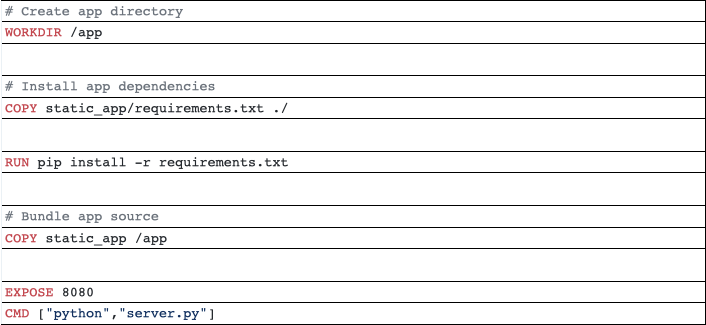 # Create app directory
WORKDIR /app
# Install app dependencies
COPY static_app/requirements.txt ./
RUN pip install -r requirements.txt
# Bundle app source
COPY static_app /app
EXPOSE 8080
CMD ["python","server.py"]